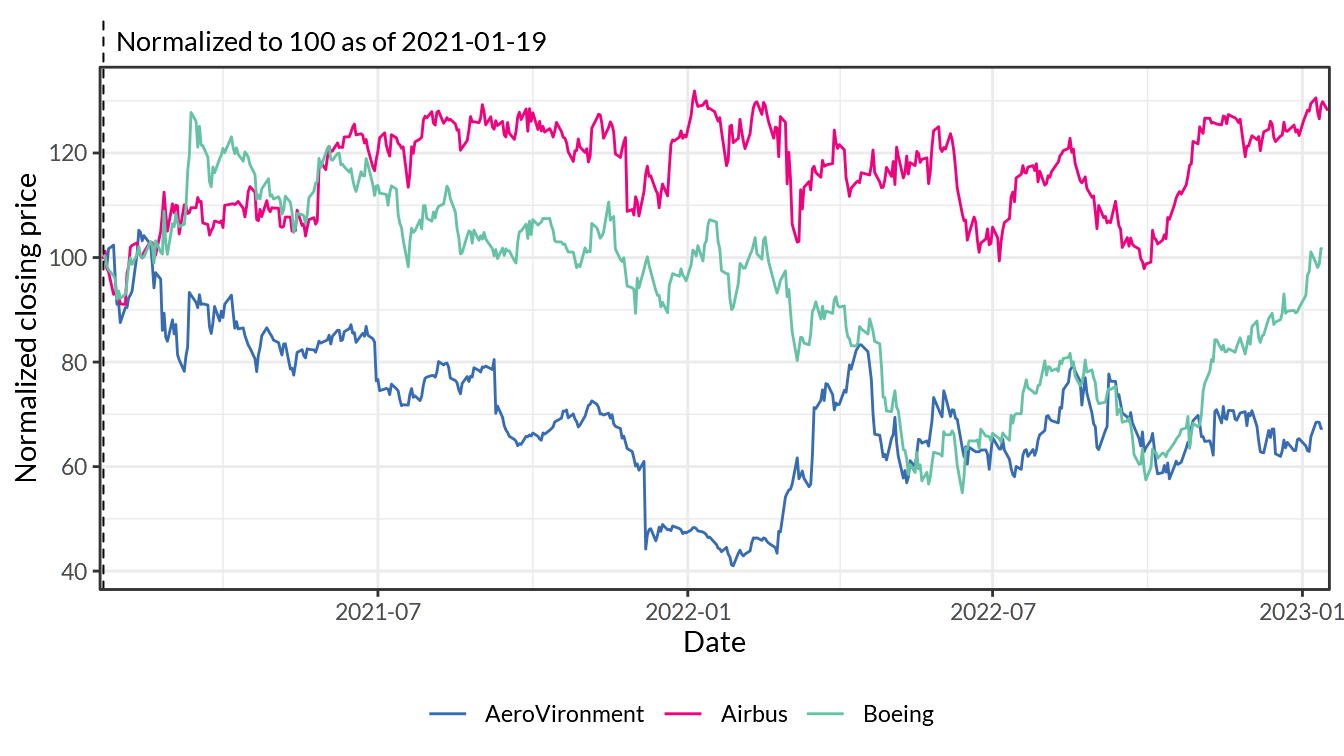 Normalized to 100 as of 2021-01-19
Normalized closing price
120
100
80
60
40
2021-07
2022-01
2022-07
2023-01
Date
AeroVironment
Airbus
Boeing